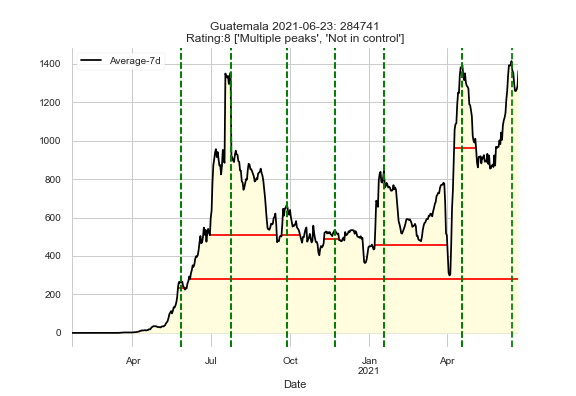 Guatemala 2021-06-23: 284741
Rating:8 ['Multiple peaks', 'Not in control']
Average-7d
1400
1200
1000
800
600
400
200
0
Apr
Jul
Oct
Jan
2021
Apr
Date